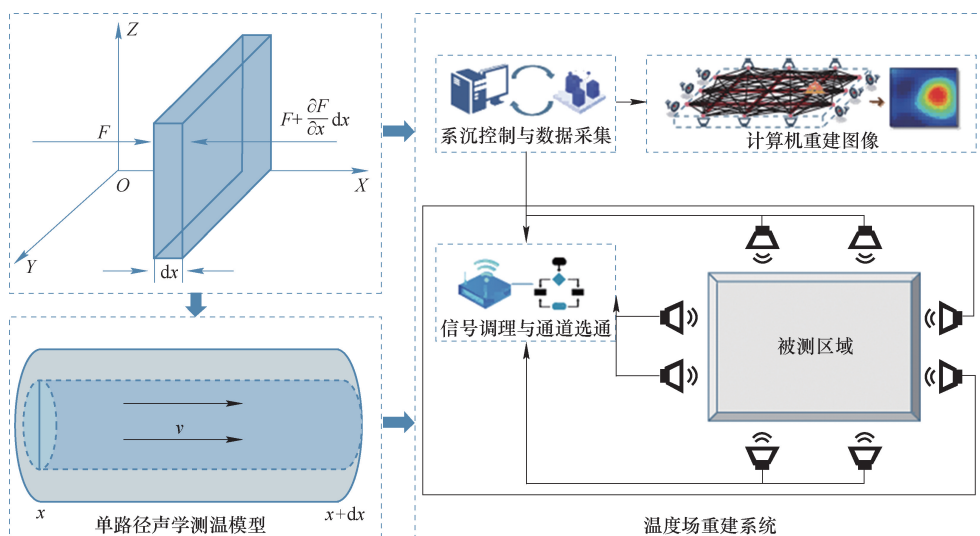 Z
F
F+∂F/∂x dx
O
X
Y
dx
v
x
x+dx
单路径声学测温模型
系沉控制与数据采集
计算机重建图像
信号调理与通道选通
被测区域
温度场重建系统